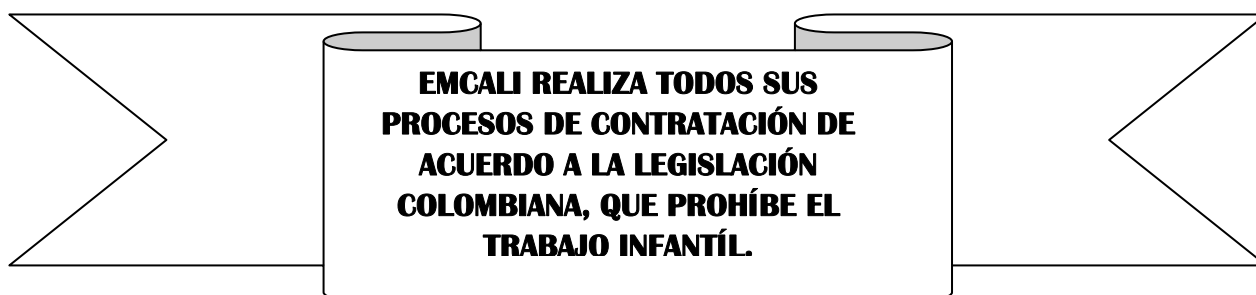 EMCALI REALIZA TODOS SUS
PROCESOS DE CONTRATACIÓN DE
ACUERDO A LA LEGISLACIÓN
COLOMBIANA, QUE PROHÍBE EL
TRABAJO INFANTÍL.